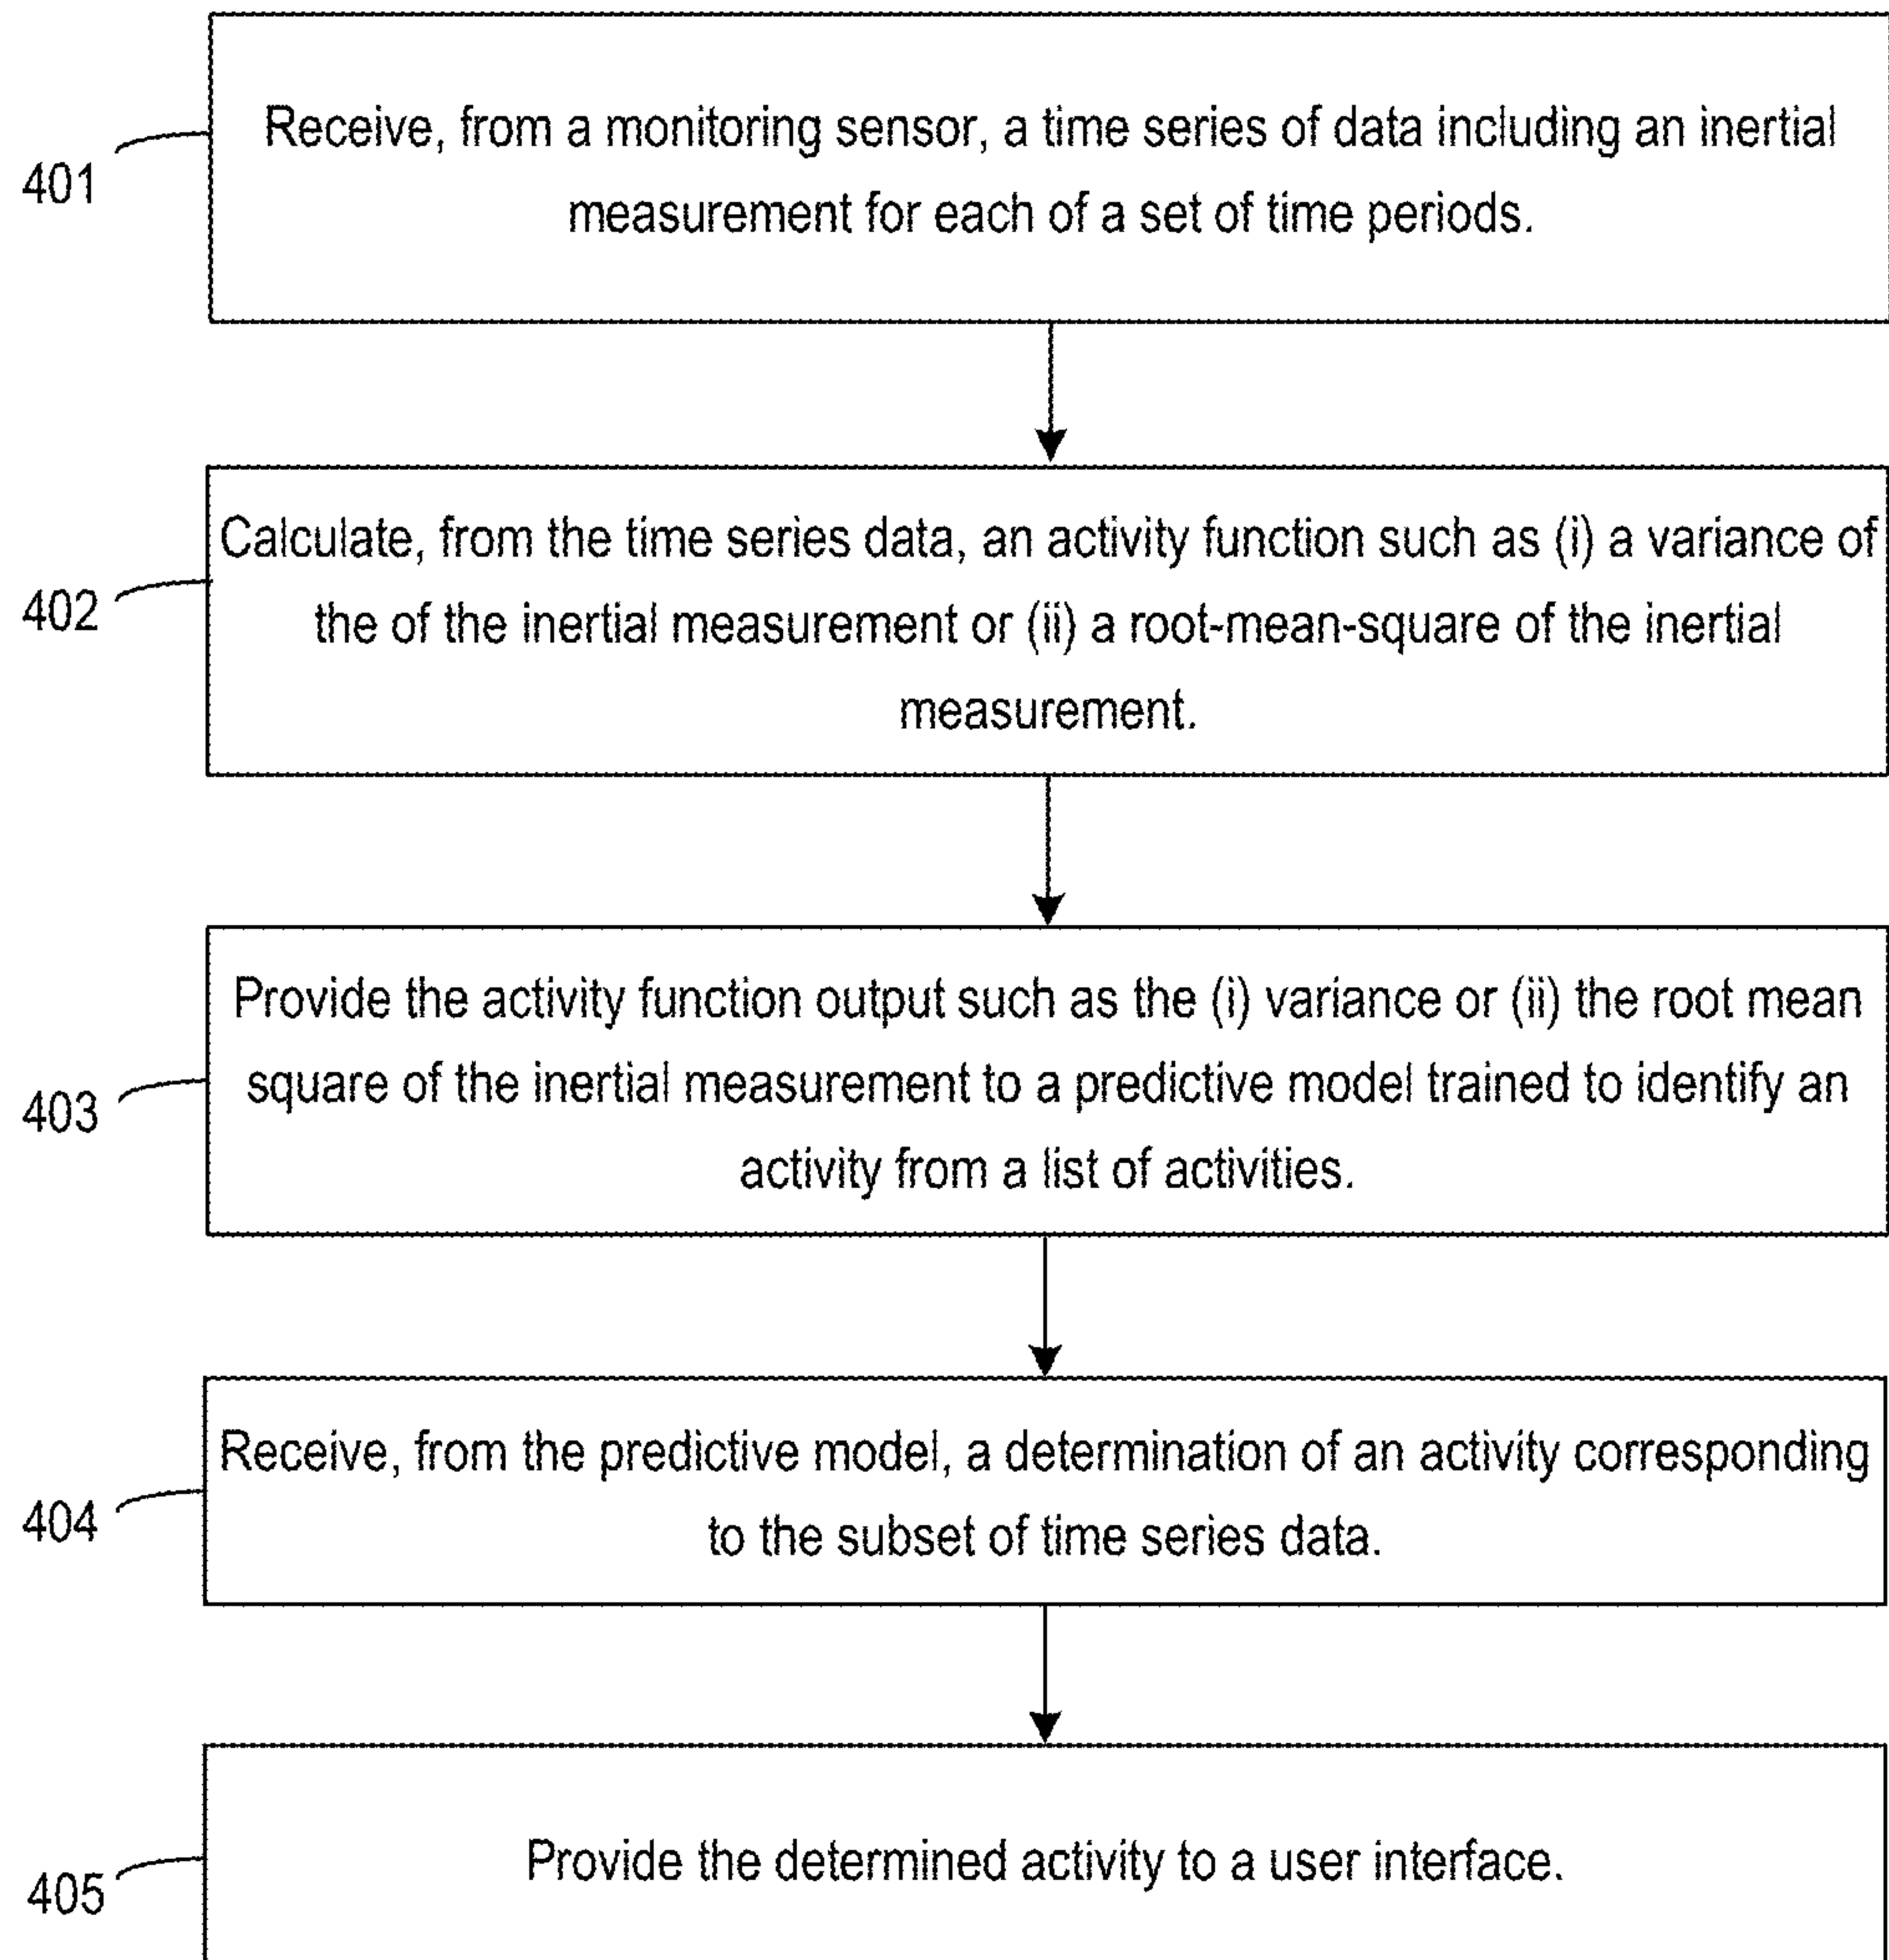 Receive, from a monitoring sensor, a time series of data including an inertial
401
measurement for each of a set of time periods.
Calculate, from the time series data, an activity function such as (i) a variance of
402
the of the inertial measurement or (ii) a root-mean-square of the inertial
measurement.
Provide the activity function output such as the (i) variance or (ii) the root mean
square of the inertial measurement to a predictive model trained to identify an
403
activity from a list of activities.
Receive, from the predictive model, a determination of an activity corresponding
404
to the subset of time series data.
Provide the determined activity to a user interface.
405